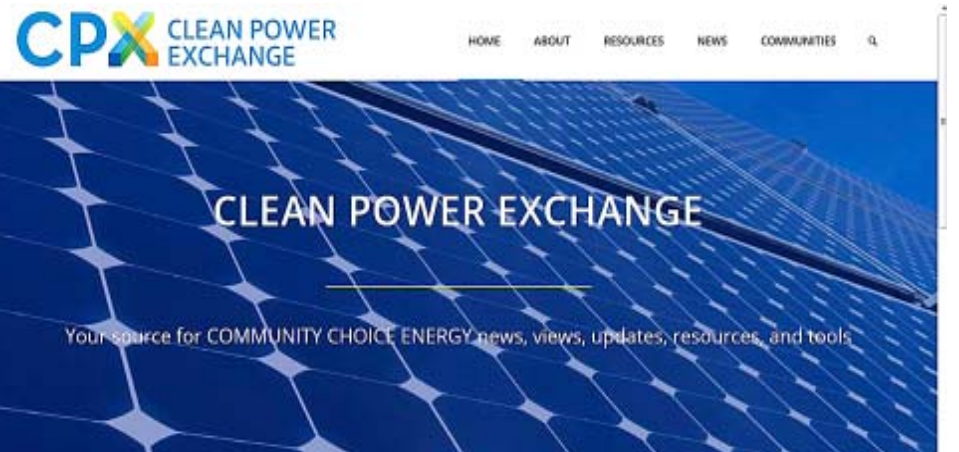 CPX CLEAN POWER
EXCHANGE
HOME ABOUT RESOURCES NEWS COMMUNITIES
CLEAN POWER EXCHANGE
Your source for COMMUNITY CHOICE ENERGY news, views, updates, resources, and tools